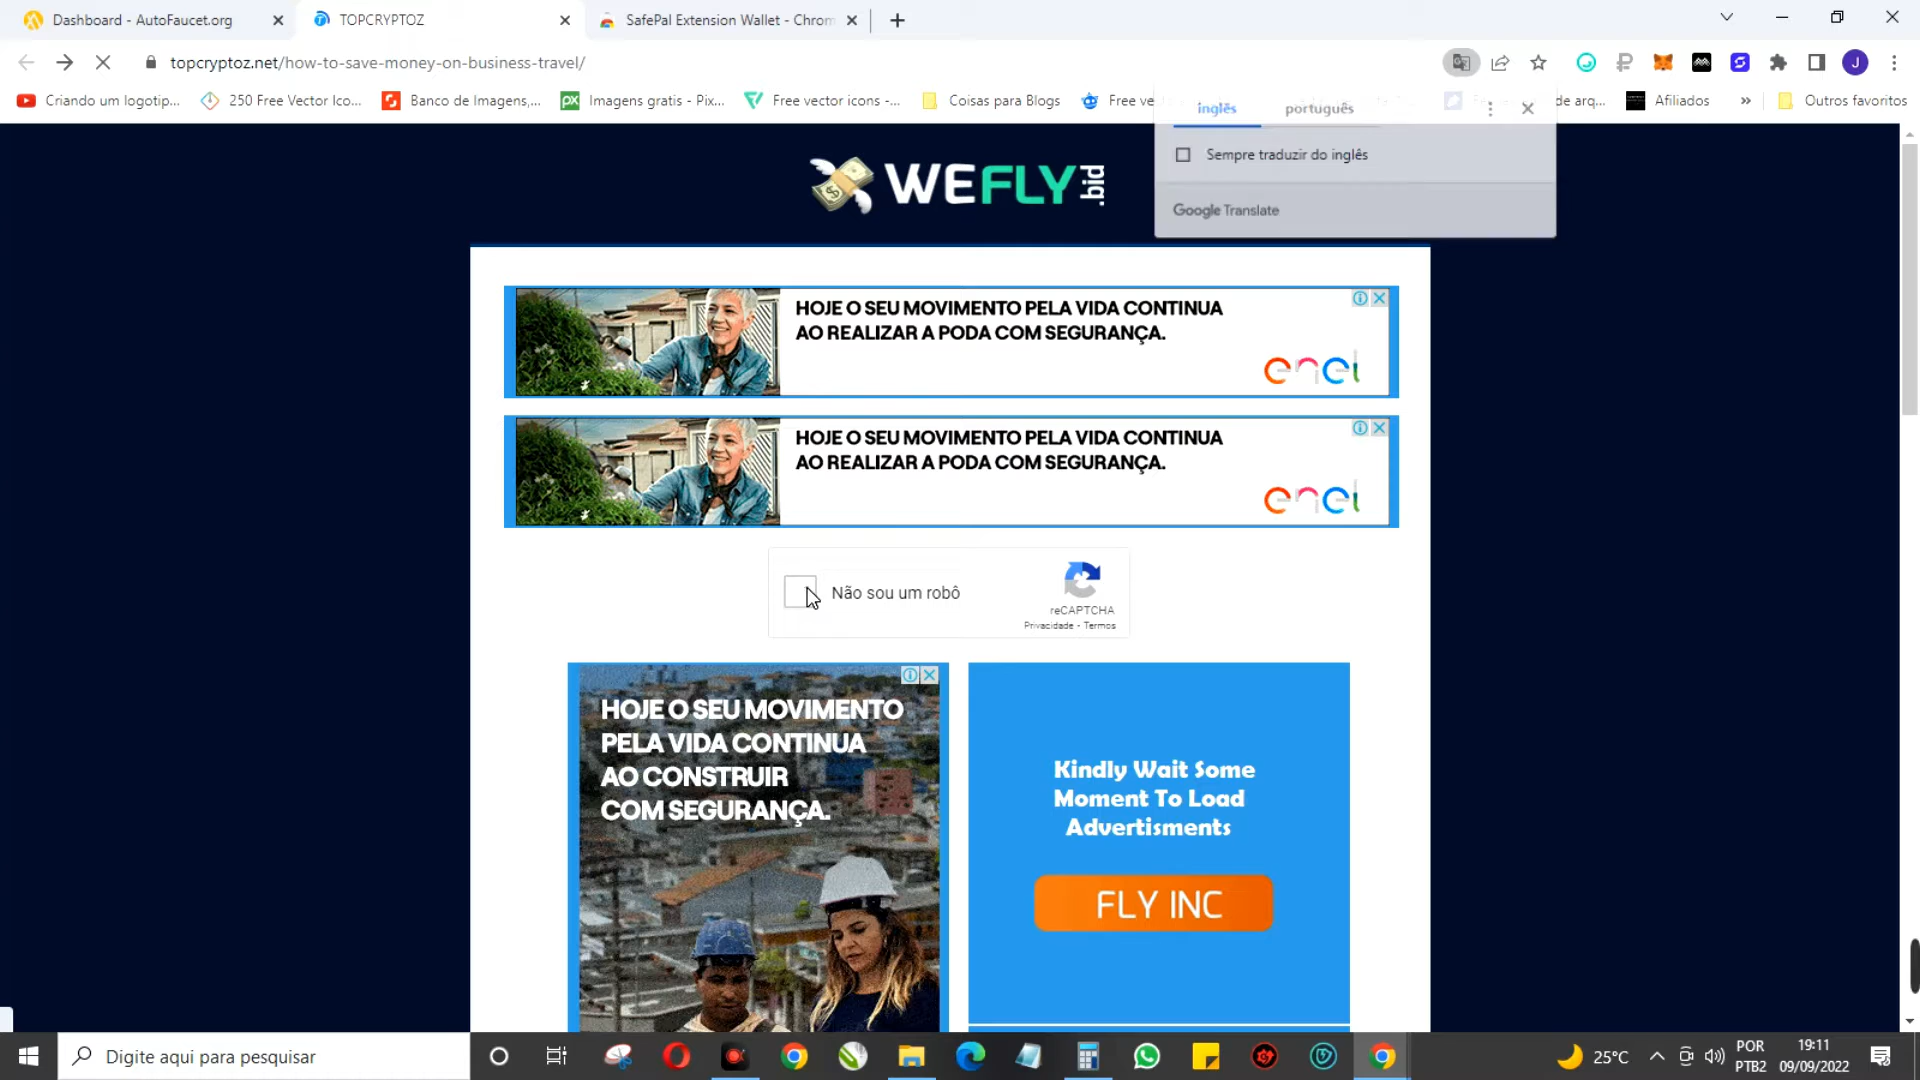 Dashboard - AutoFaucet.org
TOPCRYPTOZ
SafePal Extension Wallet - Chrom
topcryptoz.net/how-to-save-money-on-business-travel/
Criando um logotip...
250 Free Vector Ico...
Banco de Imagens,...
Imagens gratis - Pix...
Free vector icons -...
Coisas para Blogs
Free ve
de arq...
Afiliados
»
Outros favoritos
inglês
português
Sempre traduzir do inglês
Google Translate
WEFLY.bid
HOJE O SEU MOVIMENTO PELA VIDA CONTINUA
AO REALIZAR A PODA COM SEGURANÇA.
enel
HOJE O SEU MOVIMENTO PELA VIDA CONTINUA
AO REALIZAR A PODA COM SEGURANÇA.
enel
Não sou um robô
reCAPTCHA
Privacidade - Termos
HOJE O SEU MOVIMENTO
PELA VIDA CONTINUA
AO CONSTRUIR
COM SEGURANÇA.
Kindly Wait Some
Moment To Load
Advertisments
FLY INC
Digite aqui para pesquisar
25°C
POR
PTB2
19:11
09/09/2022